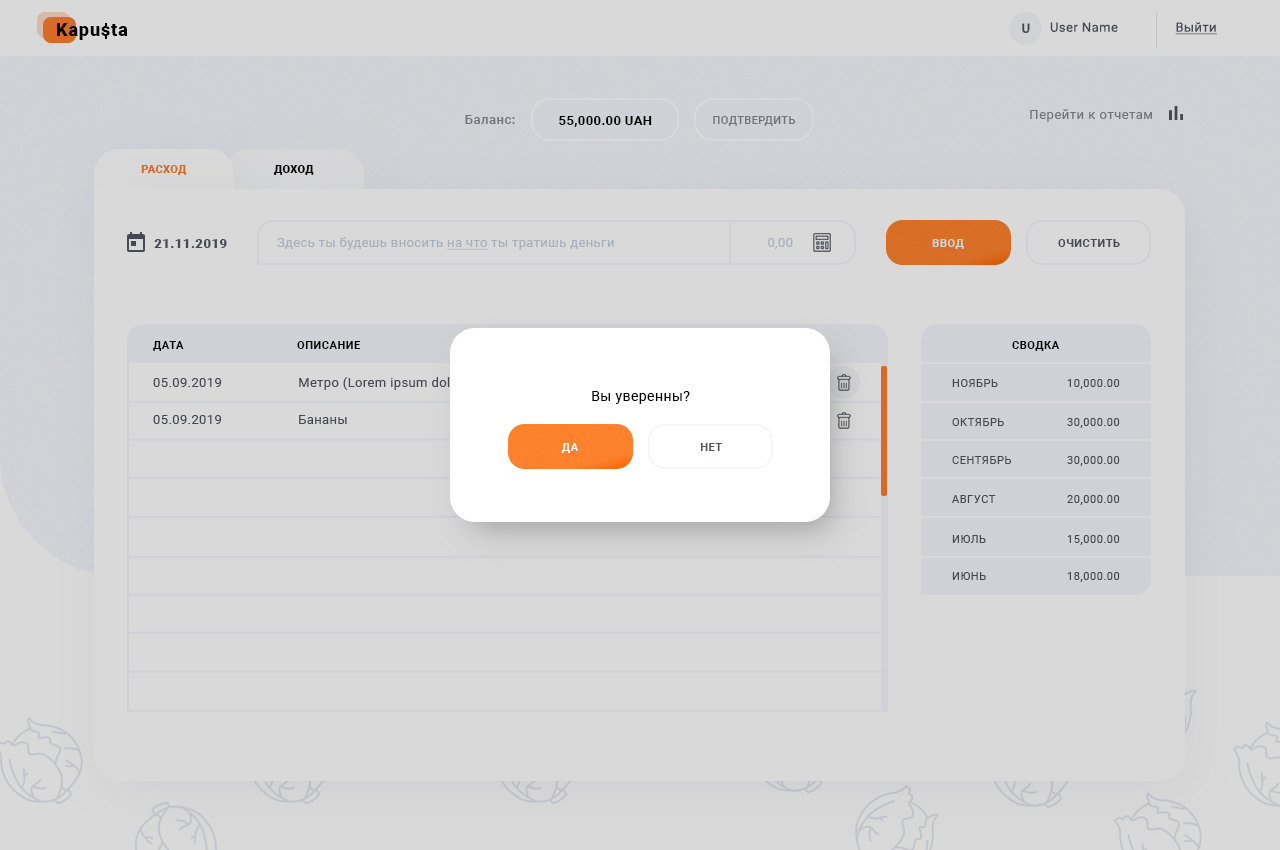 Kapu$ta
U User Name Выйти
Баланс: 55,000.00 UAH ПОДТВЕРДИТЬ Перейти к отчетам
РАСХОД ДОХОД
21.11.2019 Здесь ты будешь вносить на что ты тратишь деньги 0,00 ВВОД ОЧИСТИТЬ
ДАТА ОПИСАНИЕ
05.09.2019 Метро (Lorem ipsum dol
05.09.2019 Бананы
Вы уверенны?
ДА НЕТ
СВОДКА
НОЯБРЬ 10,000.00
ОКТЯБРЬ 30,000.00
СЕНТЯБРЬ 30,000.00
АВГУСТ 20,000.00
ИЮЛЬ 15,000.00
ИЮНЬ 18,000.00